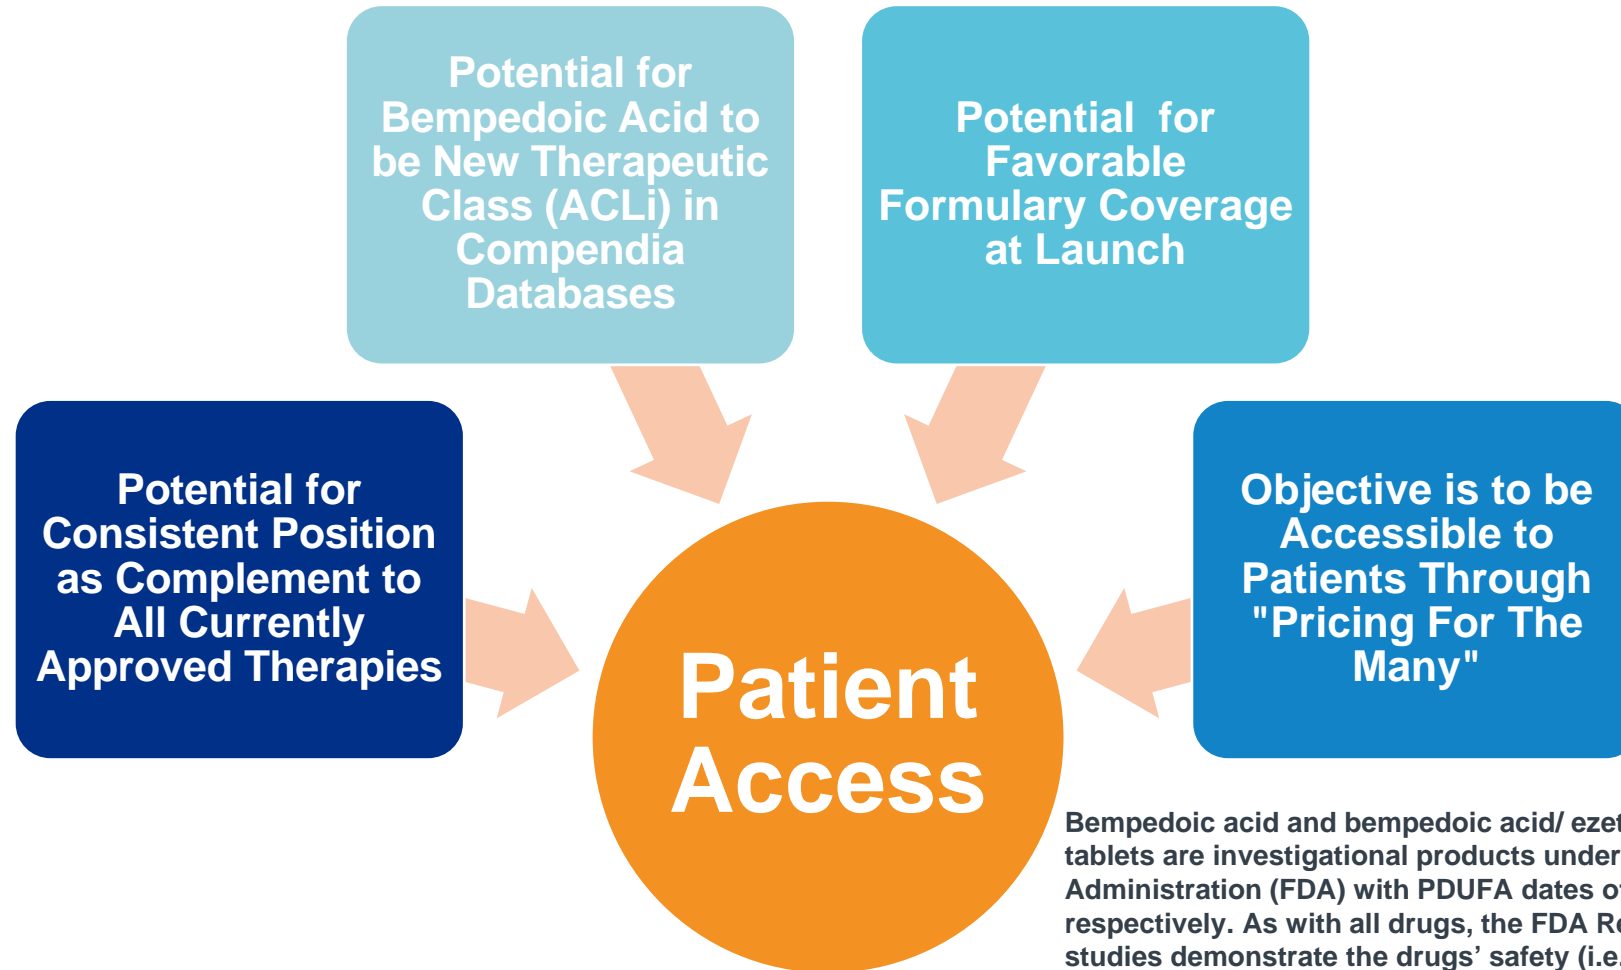 Potential for
Bempedoic Acid to
be New Therapeutic
Class (ACLi) in
Compendia
Databases
Potential for
Favorable
Formulary Coverage
at Launch
Potential for
Consistent Position
as Complement to
All Currently
Approved Therapies
Objective is to be
Accessible to
Patients Through
"Pricing For The
Many"
Patient
Access
Bempedoic acid and bempedoic acid/
tablets are investigational products under
Administration (FDA) with PDUFA dates
respectively. As with all drugs, the FDA
studies demonstrate the drugs' safety